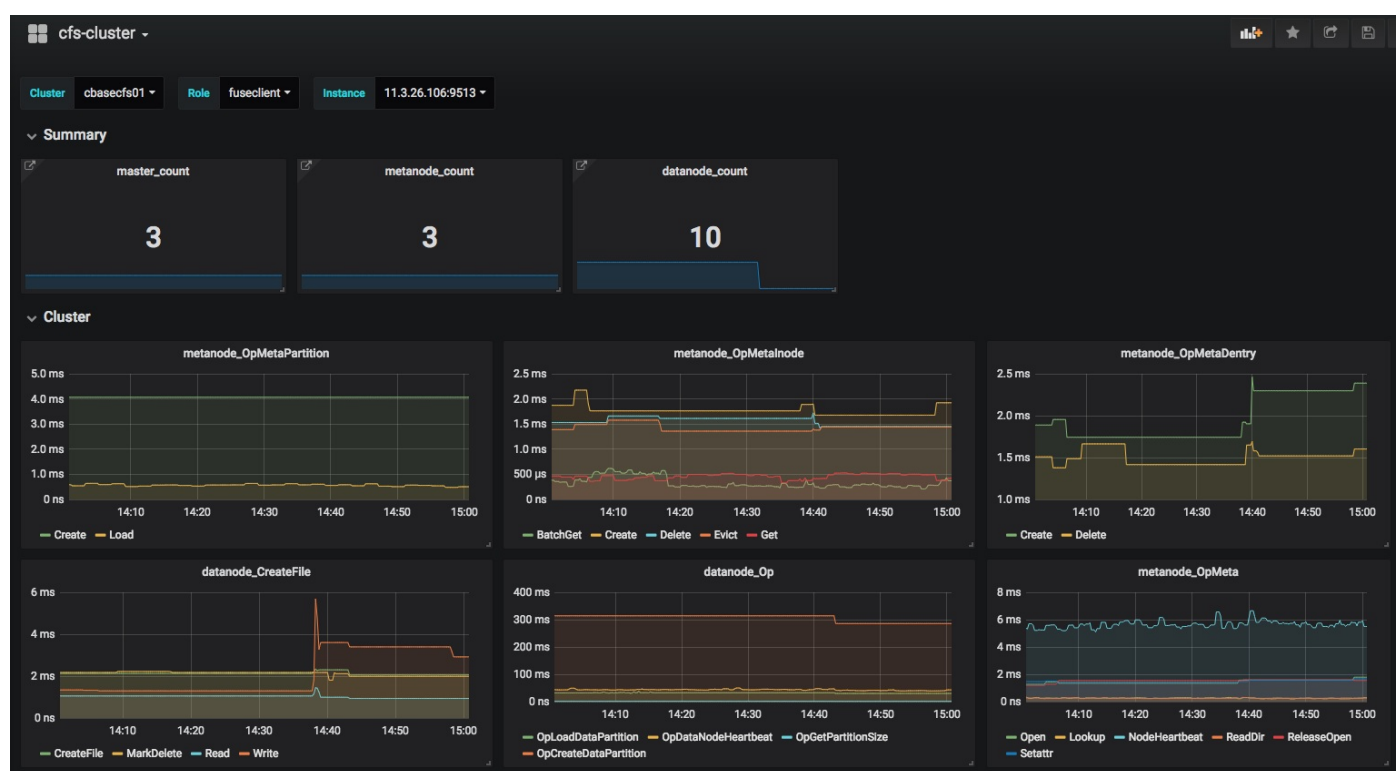 cfs-cluster
Cluster cbasecfs01 Role fuseclient Instance 11.3.26.106:9513
Summary
master_count metanode_count datanode_count
3 3 10
Cluster
metanode_OpMetaPartition
5.0 ms
4.0 ms
3.0 ms
2.0 ms
1.0 ms
0 ns
14:10 14:20 14:30 14:40 14:50 15:00
Create Load
metanode_OpMetaInode
2.5 ms
2.0 ms
1.5 ms
1.0 ms
500 µs
0 ns
14:10 14:20 14:30 14:40 14:50 15:00
BatchGet Create Delete Evict Get
metanode_OpMetaDentry
2.5 ms
2.0 ms
1.5 ms
1.0 ms
14:10 14:20 14:30 14:40 14:50 15:00
Create Delete
datanode_CreateFile
6 ms
4 ms
2 ms
0 ns
14:10 14:20 14:30 14:40 14:50 15:00
CreateFile MarkDelete Read Write
datanode_Op
400 ms
300 ms
200 ms
100 ms
0 ns
14:10 14:20 14:30 14:40 14:50 15:00
OpLoadDataPartition OpDataNodeHeartbeat OpGetPartitionSize
OpCreateDataPartition
metanode_OpMeta
8 ms
6 ms
4 ms
2 ms
0 ns
14:10 14:20 14:30 14:40 14:50 15:00
Open Lookup NodeHeartbeat ReadDir ReleaseOpen
Setattr